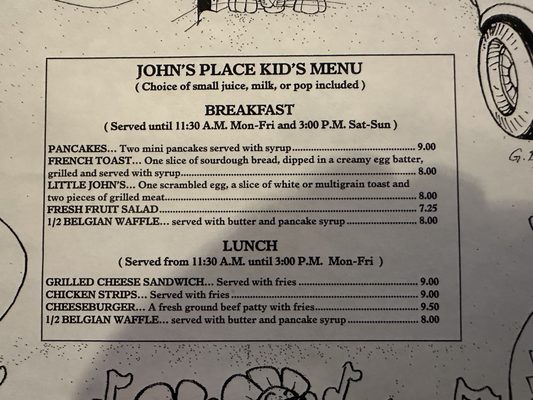 JOHN'S PLACE KID'S MENU
( Choice of small juice, milk, or pop included )
BREAKFAST
( Served until 11:30 A.M. Mon-Fri and 3:00 P.M. Sat-Sun )
PANCAKES... Two mini pancakes served with syrup 9.00
FRENCH TOAST... One slice of sourdough bread, dipped in a creamy egg batter,
grilled and served with syrup 8.00
LITTLE JOHN'S... One scrambled egg, a slice of white or multigrain toast and
two pieces of grilled meat 8.00
FRESH FRUIT SALAD 7.25
1/2 BELGIAN WAFFLE... served with butter and pancake syrup 8.00
LUNCH
( Served from 11:30 A.M. until 3:00 P.M. Mon-Fri )
GRILLED CHEESE SANDWICH... Served with fries 9.00
CHICKEN STRIPS... Served with fries 9.00
CHEESEBURGER... A fresh ground beef patty with fries 9.50
1/2 BELGIAN WAFFLE... served with butter and pancake syrup 8.00